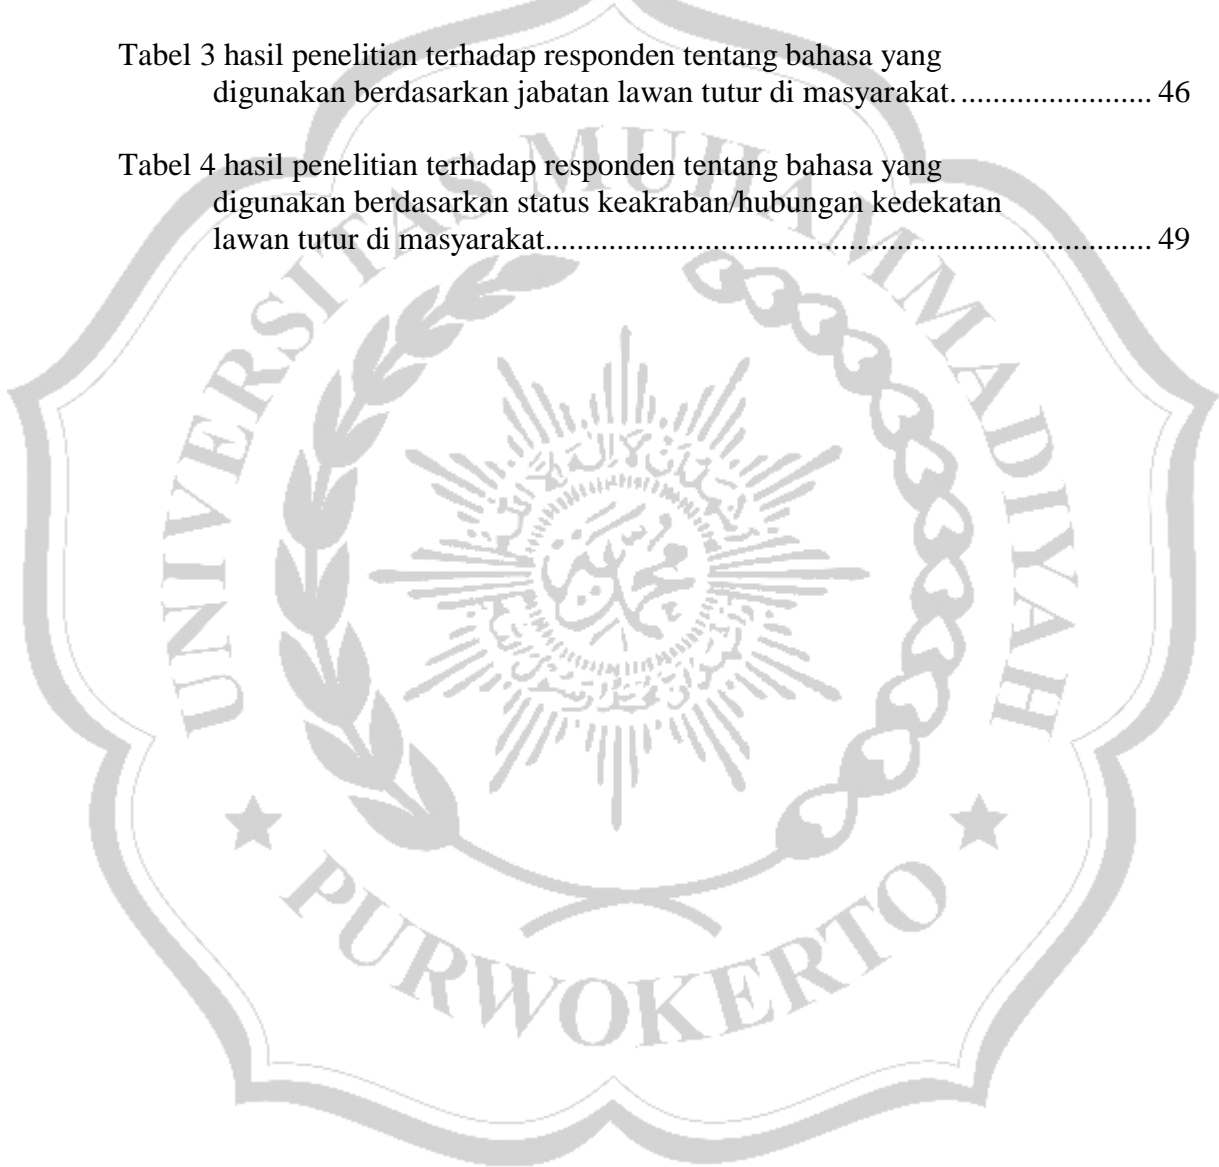 Tabel 3 hasil penelitian terhadap responden tentang bahasa yang
digunakan berdasarkan jabatan lawan tutur di masyarakat. ........................ 46
Tabel 4 hasil penelitian terhadap responden tentang bahasa yang
digunakan berdasarkan status keakraban/hubungan kedekatan
lawan tutur di masyarakat............................................................................ 49
UNIVERSITAS MUHAMMADIYAH
PURWOKERTO